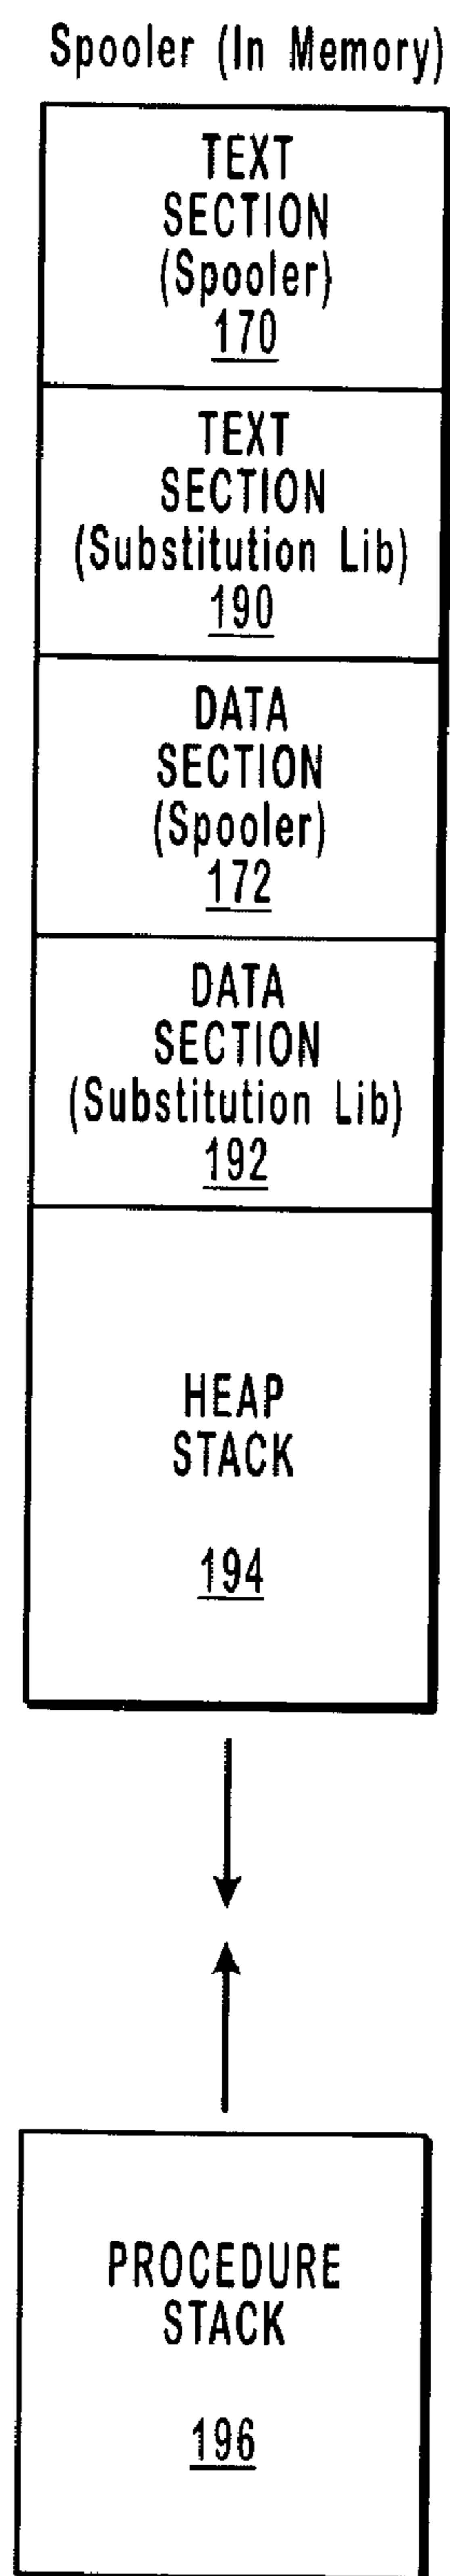 Spooler (In Memory)
TEXT
SECTION
(Spooler)
170
TEXT
SECTION
(Substitution Lib)
190
DATA
SECTION
(Spooler)
172
DATA
SECTION
(Substitution Lib)
192
HEAP
STACK
194
PROCEDURE
STACK
196